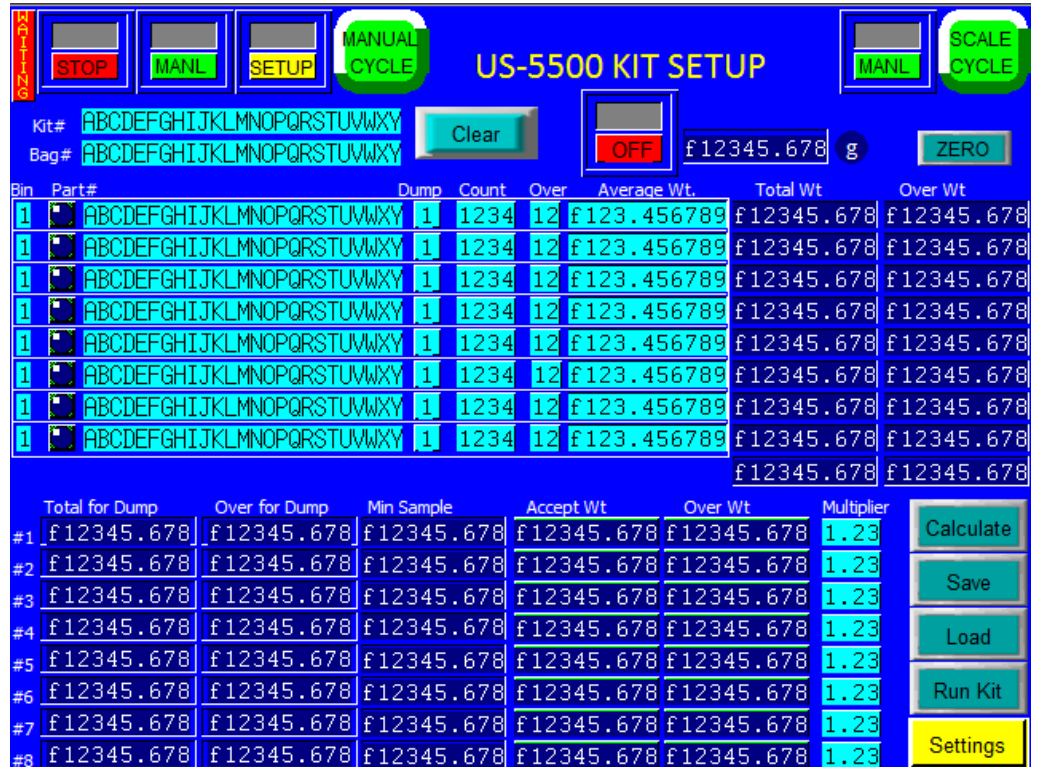 WAITING
STOP MANL SETUP MANUAL CYCLE US-5500 KIT SETUP MANL SCALE CYCLE
Kit# ABCDEFGHIJKLMNOPQRSTUVWXY Clear OFF f12345.678 g ZERO
Bag# ABCDEFGHIJKLMNOPQRSTUVWXY
Bin Part# Dump Count Over Average Wt. Total Wt Over Wt
1 ABCDEFGHIJKLMNOPQRSTUVWXY 1 1234 12 f123.456789 f12345.678 f12345.678
1 ABCDEFGHIJKLMNOPQRSTUVWXY 1 1234 12 f123.456789 f12345.678 f12345.678
1 ABCDEFGHIJKLMNOPQRSTUVWXY 1 1234 12 f123.456789 f12345.678 f12345.678
1 ABCDEFGHIJKLMNOPQRSTUVWXY 1 1234 12 f123.456789 f12345.678 f12345.678
1 ABCDEFGHIJKLMNOPQRSTUVWXY 1 1234 12 f123.456789 f12345.678 f12345.678
1 ABCDEFGHIJKLMNOPQRSTUVWXY 1 1234 12 f123.456789 f12345.678 f12345.678
1 ABCDEFGHIJKLMNOPQRSTUVWXY 1 1234 12 f123.456789 f12345.678 f12345.678
1 ABCDEFGHIJKLMNOPQRSTUVWXY 1 1234 12 f123.456789 f12345.678 f12345.678
f12345.678 f12345.678
Total for Dump Over for Dump Min Sample Accept Wt Over Wt Multiplier
#1 f12345.678 f12345.678 f12345.678 f12345.678 f12345.678 1.23 Calculate
#2 f12345.678 f12345.678 f12345.678 f12345.678 f12345.678 1.23 Save
#3 f12345.678 f12345.678 f12345.678 f12345.678 f12345.678 1.23
#4 f12345.678 f12345.678 f12345.678 f12345.678 f12345.678 1.23 Load
#5 f12345.678 f12345.678 f12345.678 f12345.678 f12345.678 1.23
#6 f12345.678 f12345.678 f12345.678 f12345.678 f12345.678 1.23 Run Kit
#7 f12345.678 f12345.678 f12345.678 f12345.678 f12345.678 1.23
#8 f12345.678 f12345.678 f12345.678 f12345.678 f12345.678 1.23 Settings